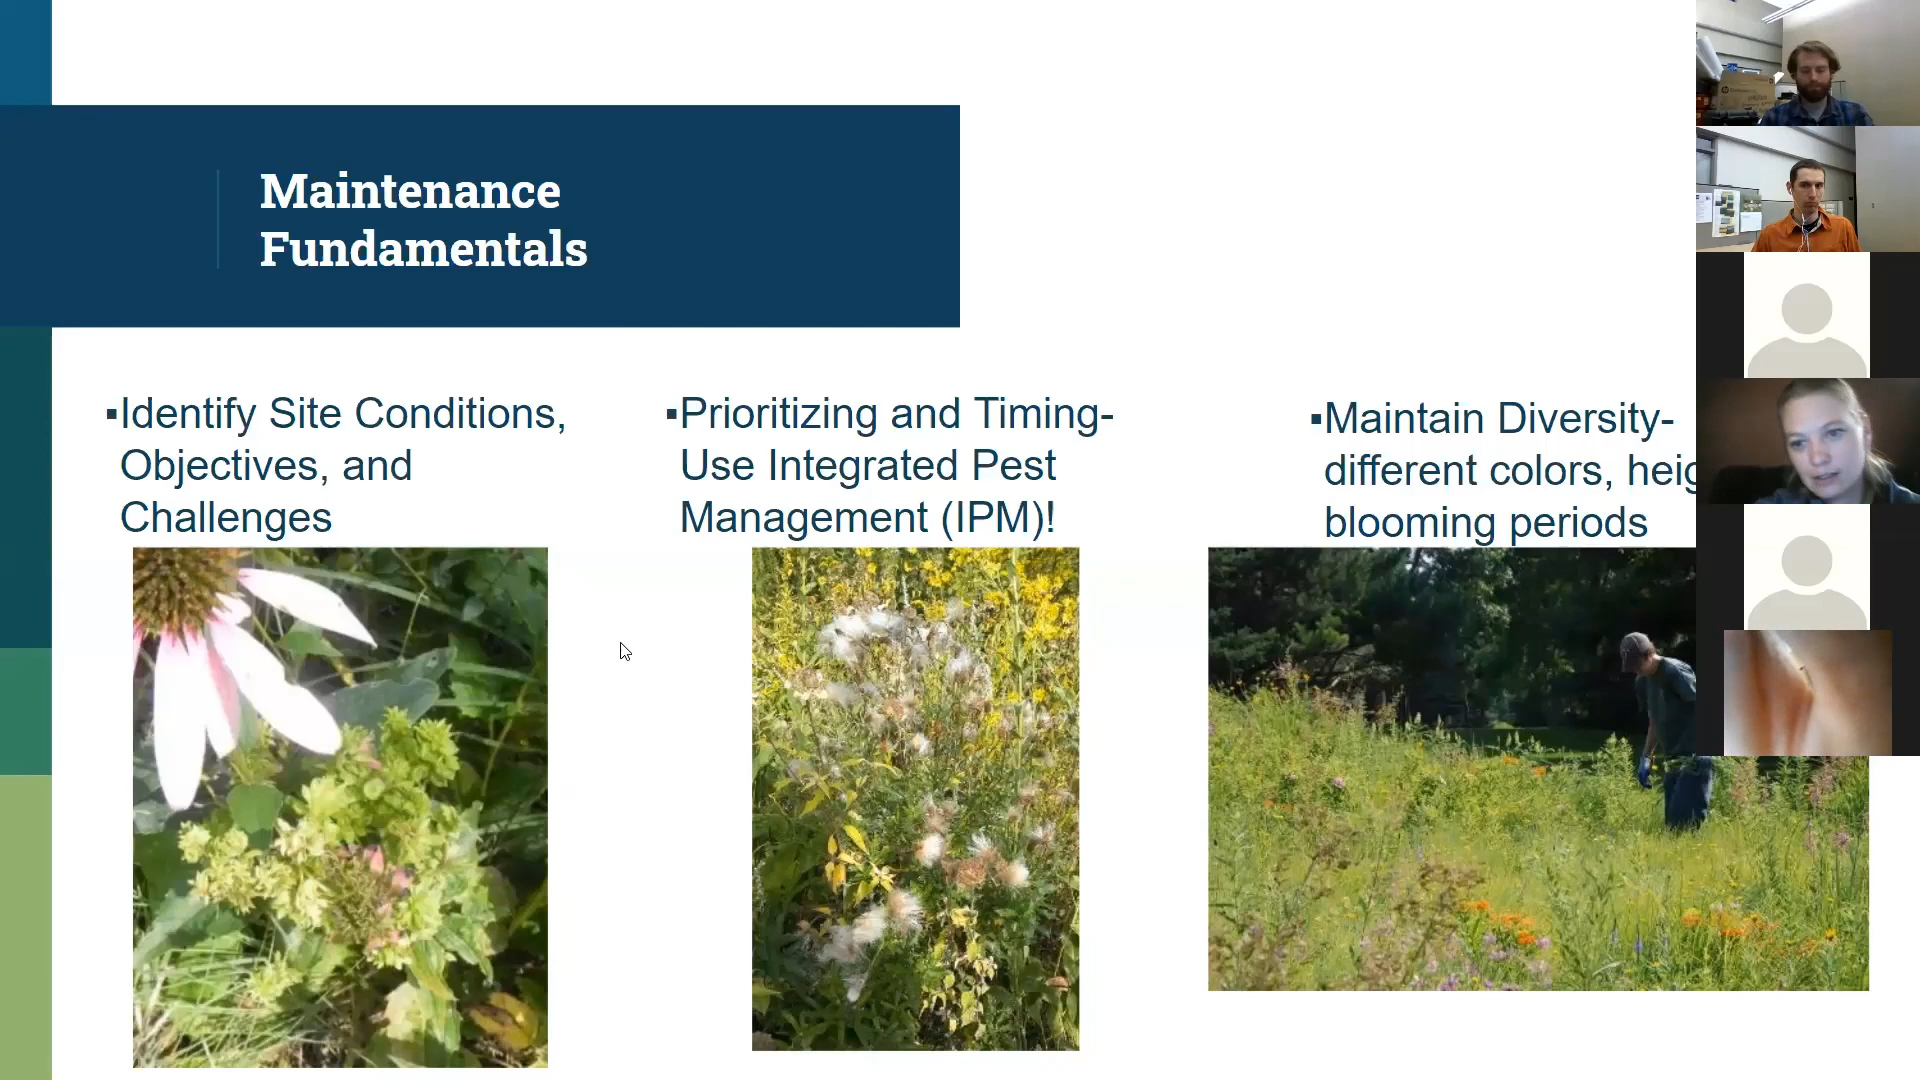 Maintenance
Fundamentals
▪Identify Site Conditions,
Objectives, and
Challenges
▪Prioritizing and Timing-
Use Integrated Pest
Management (IPM)!
▪Maintain Diversity-
different colors, heig
blooming periods